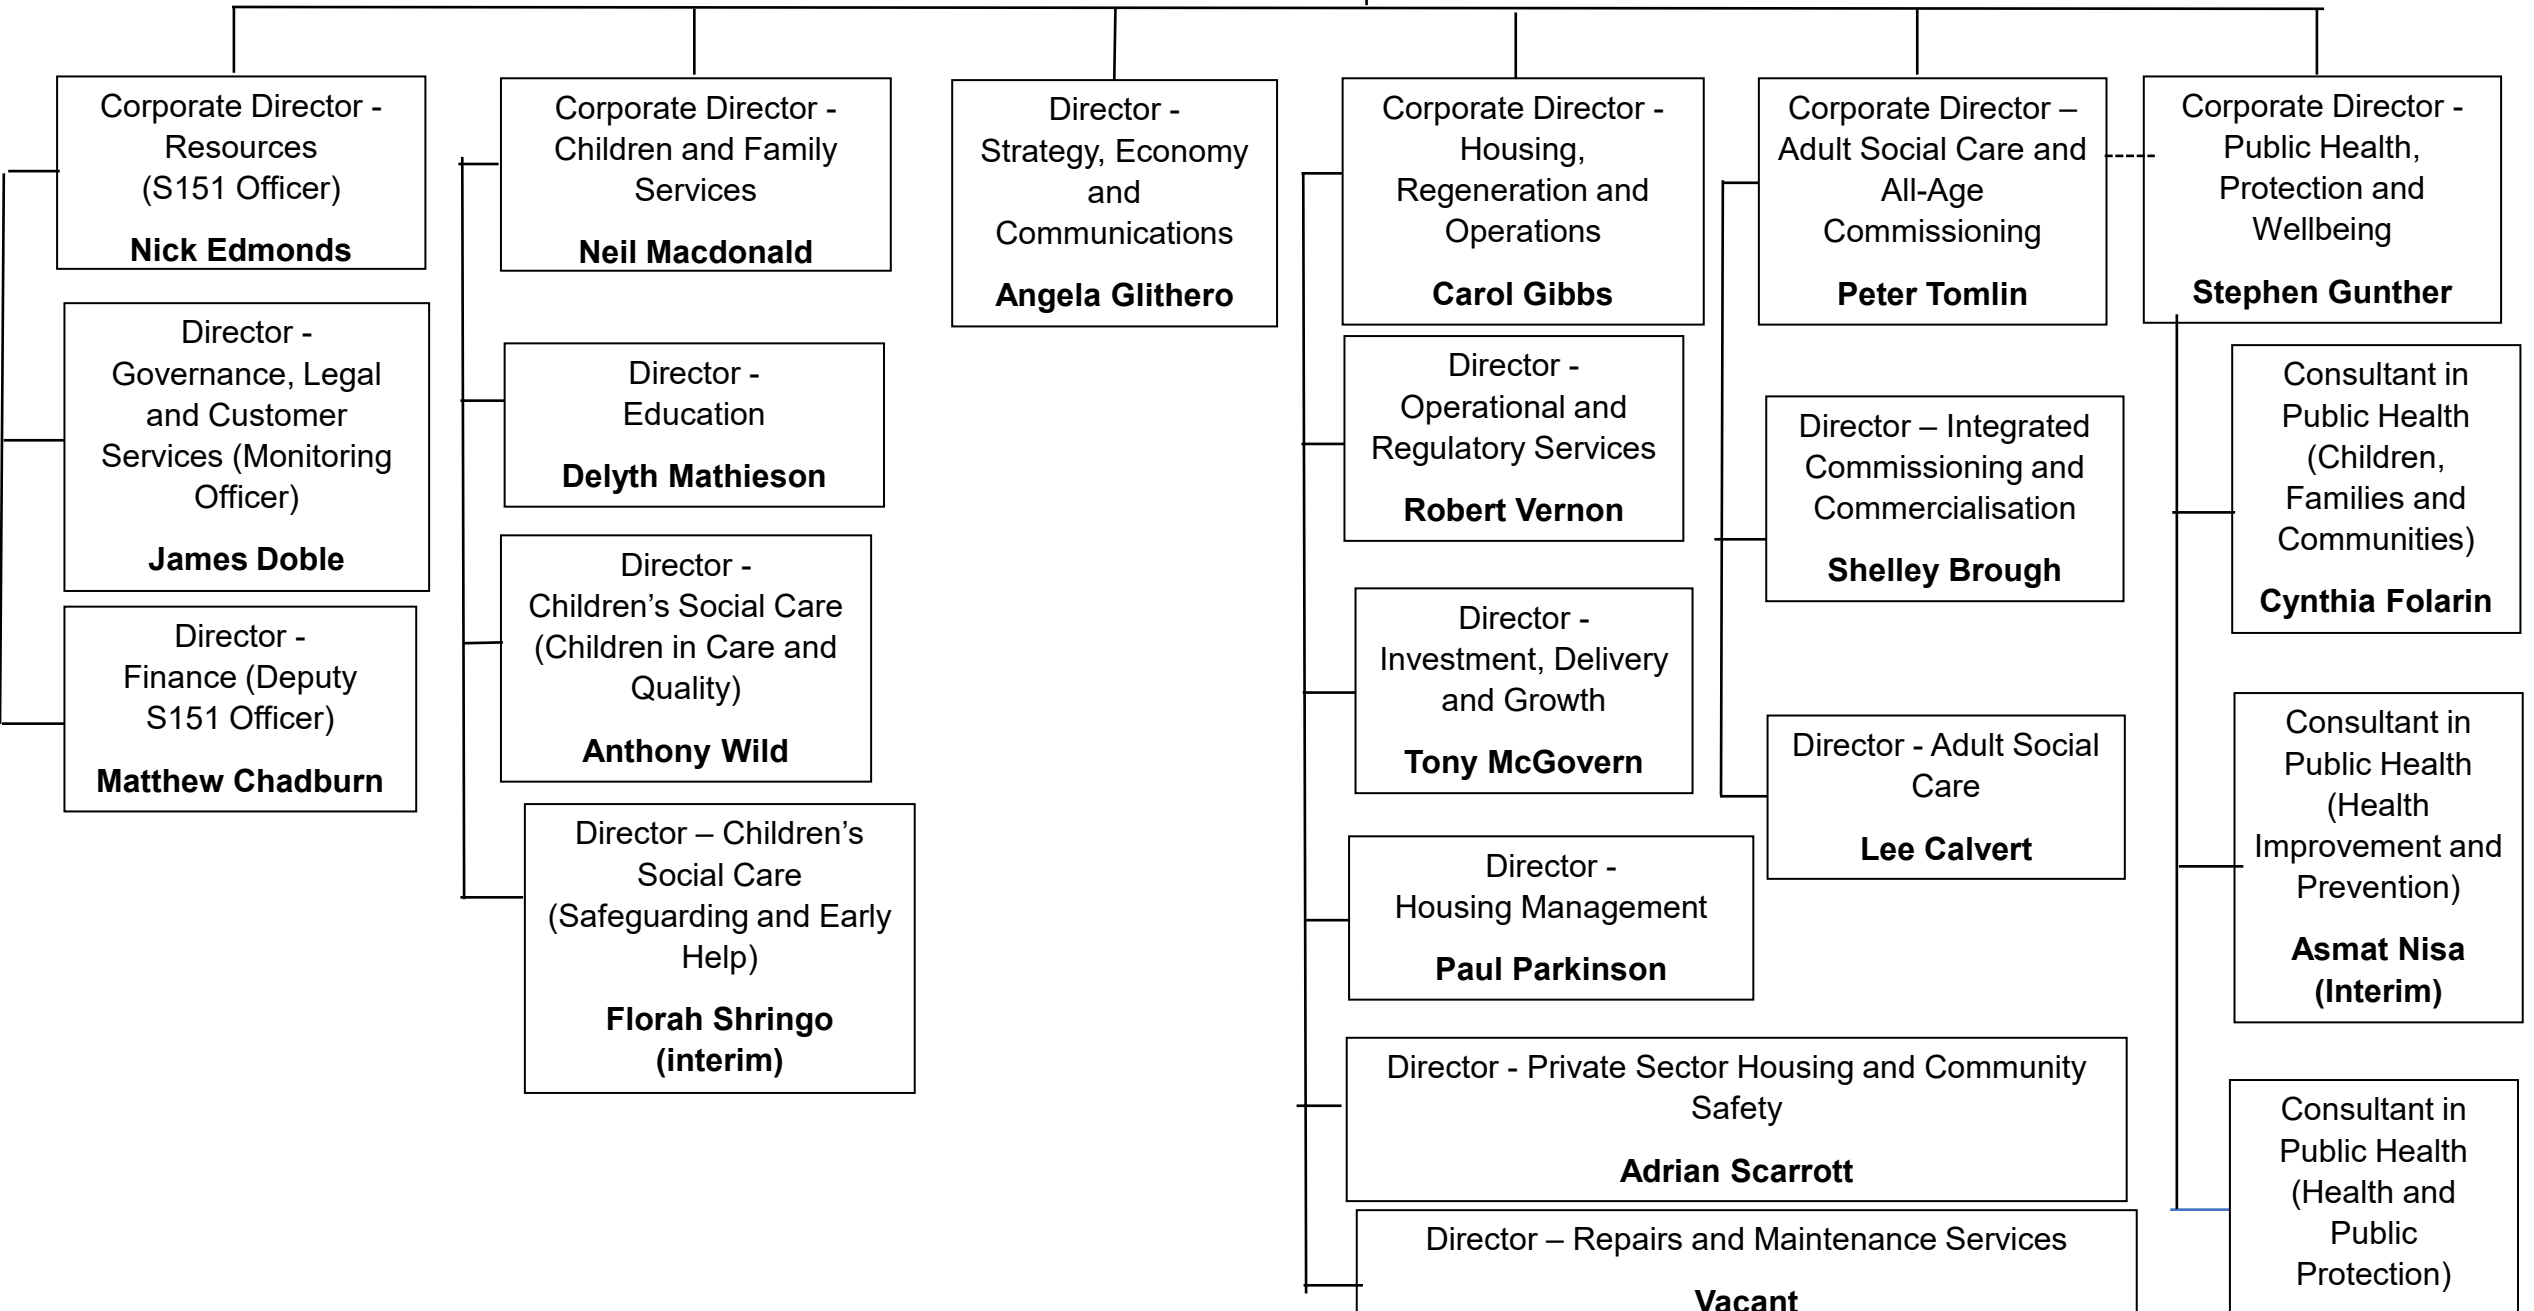 Corporate Director -
Resources
(S151 Officer)
Nick Edmonds
Director -
Governance, Legal
and Customer
Services (Monitoring
Officer)
James Doble
Director -
Finance (Deputy
S151 Officer)
Matthew Chadburn
Corporate Director -
Children and Family
Services
Neil Macdonald
Director -
Education
Delyth Mathieson
Director -
Children’s Social Care
(Children in Care and
Quality)
Anthony Wild
Director – Children’s
Social Care
(Safeguarding and Early
Help)
Florah Shringo
(interim)
Director -
Strategy, Economy
and
Communications
Angela Glithero
Corporate Director -
Housing,
Regeneration and
Operations
Carol Gibbs
Director -
Operational and
Regulatory Services
Robert Vernon
Director -
Investment, Delivery
and Growth
Tony McGovern
Director -
Housing Management
Paul Parkinson
Director - Private Sector Housing and Community
Safety
Adrian Scarrott
Director – Repairs and Maintenance Services
Vacant
Corporate Director –
Adult Social Care and
All-Age
Commissioning
Peter Tomlin
Director – Integrated
Commissioning and
Commercialisation
Shelley Brough
Director - Adult Social
Care
Lee Calvert
Corporate Director -
Public Health,
Protection and
Wellbeing
Stephen Gunther
Consultant in
Public Health
(Children,
Families and
Communities)
Cynthia Folarin
Consultant in
Public Health
(Health
Improvement and
Prevention)
Asmat Nisa
(Interim)
Consultant in
Public Health
(Health and
Public
Protection)